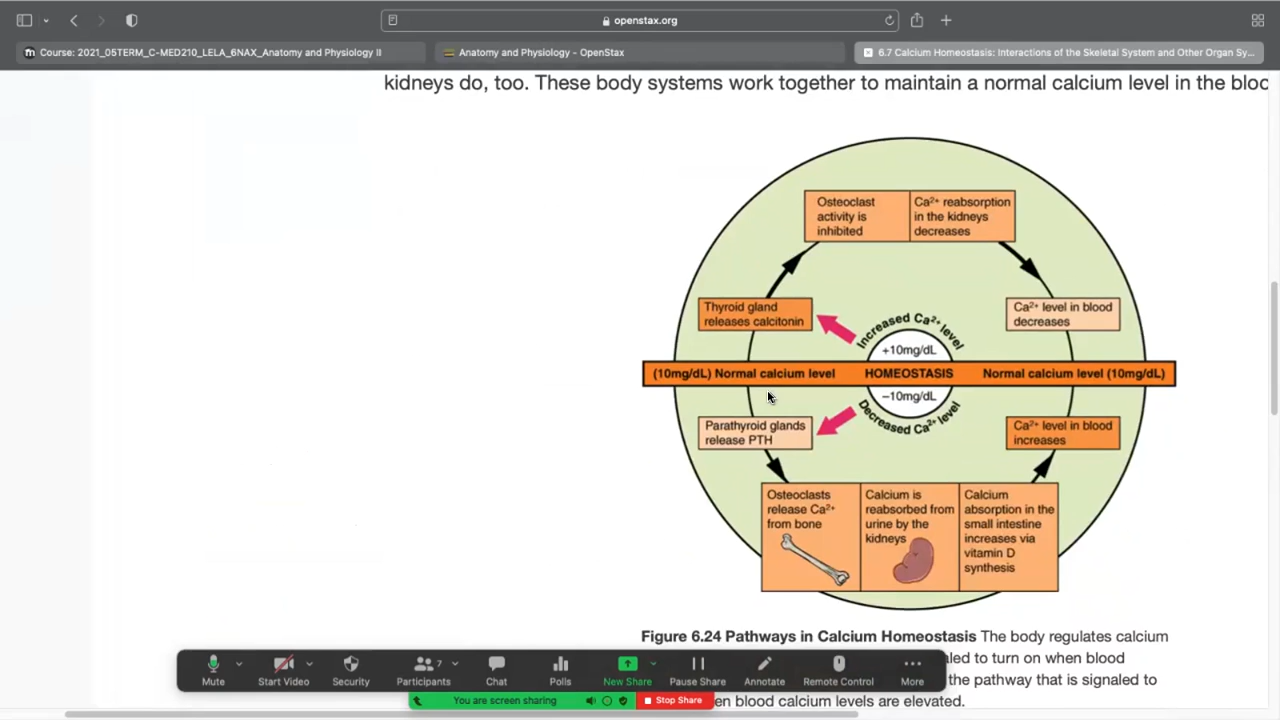 openstax.org
Course: 2021_05TERM_C-MED210_LELA_6NAX_Anatomy and Physiology II
Anatomy and Physiology - OpenStax
6.7 Calcium Homeostasis: Interactions of the Skeletal System and Other Organ Sy...
kidneys do, too. These body systems work together to maintain a normal calcium level in the bloo
Osteoclast
activity is
inhibited
Ca²⁺ reabsorption
in the kidneys
decreases
Thyroid gland
releases calcitonin
Increased Ca²⁺ level
+10mg/dL
Ca²⁺ level in blood
decreases
(10mg/dL) Normal calcium level
HOMEOSTASIS
Normal calcium level (10mg/dL)
Parathyroid glands
release PTH
−10mg/dL
Decreased Ca²⁺ level
Ca²⁺ level in blood
increases
Osteoclasts
release Ca²⁺
from bone
Calcium is
reabsorbed from
urine by the
kidneys
Calcium
absorption in the
small intestine
increases via
vitamin D
synthesis
Figure 6.24 Pathways in Calcium Homeostasis The body regulates calcium
aled to turn on when blood
the pathway that is signaled to
en blood calcium levels are elevated.
Mute
Start Video
Security
7
Participants
Chat
Polls
New Share
Pause Share
Annotate
Remote Control
More
You are screen sharing
Stop Share